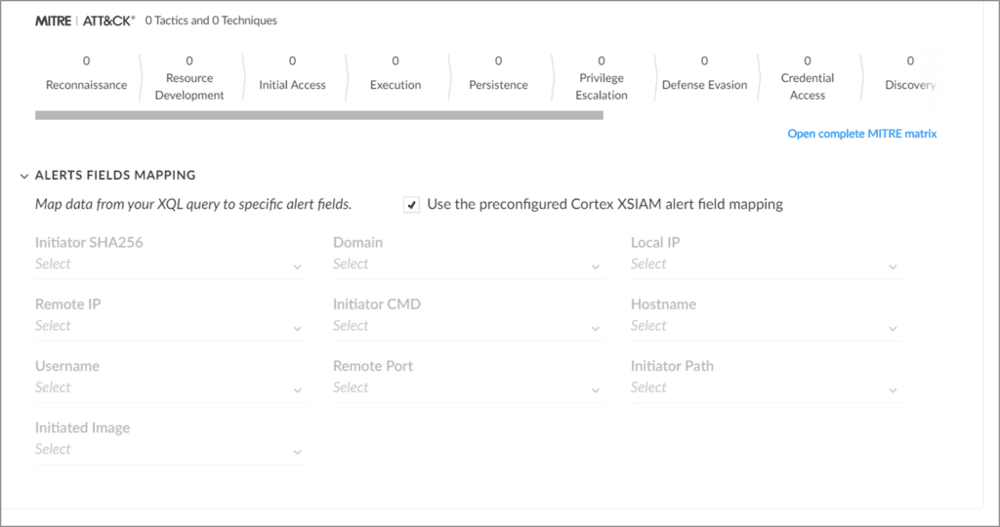 MITRE | ATT&CK® 0 Tactics and 0 Techniques
0 0 0 0 0 0 0 0 0
Reconnaissance Resource Development Initial Access Execution Persistence Privilege Escalation Defense Evasion Credential Access Discovery
Open complete MITRE matrix
ALERTS FIELDS MAPPING
Map data from your XQL query to specific alert fields. Use the preconfigured Cortex XSIAM alert field mapping
Initiator SHA256 Domain Local IP
Select Select Select
Remote IP Initiator CMD Hostname
Select Select Select
Username Remote Port Initiator Path
Select Select Select
Initiated Image
Select